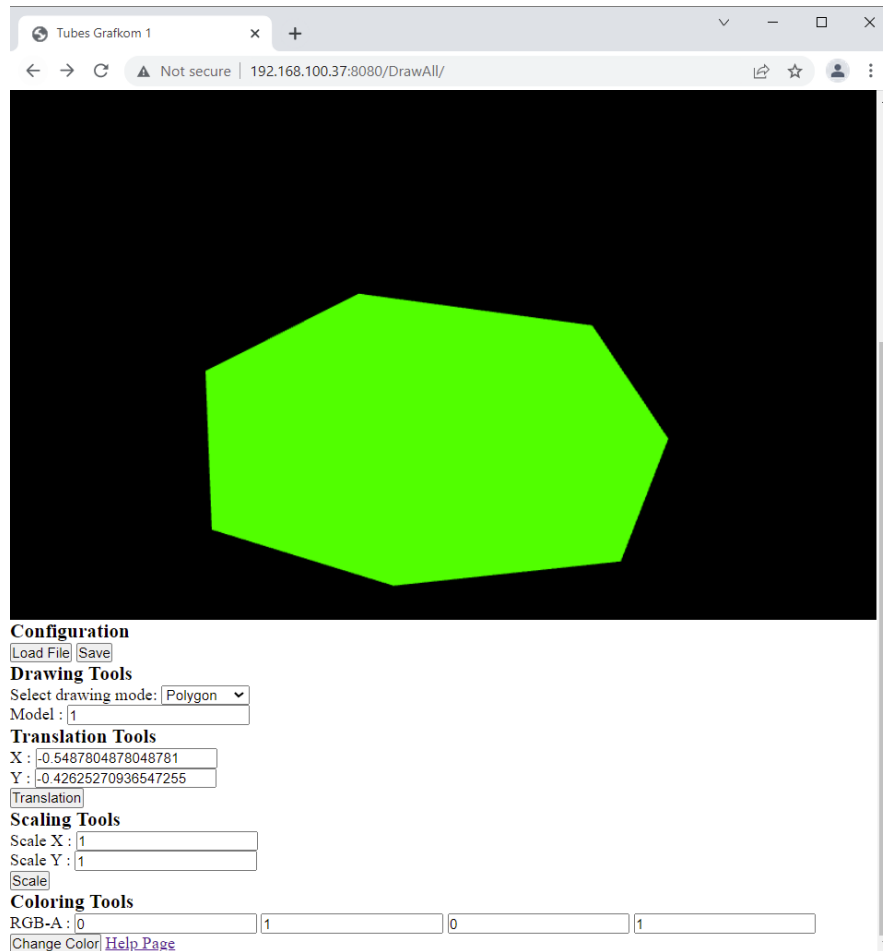 Tubes Grafkom 1
Not secure 192.168.100.37:8080/DrawAll/
Configuration
Load File Save
Drawing Tools
Select drawing mode: Polygon
Model : 1
Translation Tools
X : -0.5487804878048781
Y : -0.42625270936547255
Translation
Scaling Tools
Scale X : 1
Scale Y : 1
Scale
Coloring Tools
RGB-A : 0 1 0 1
Change Color Help Page